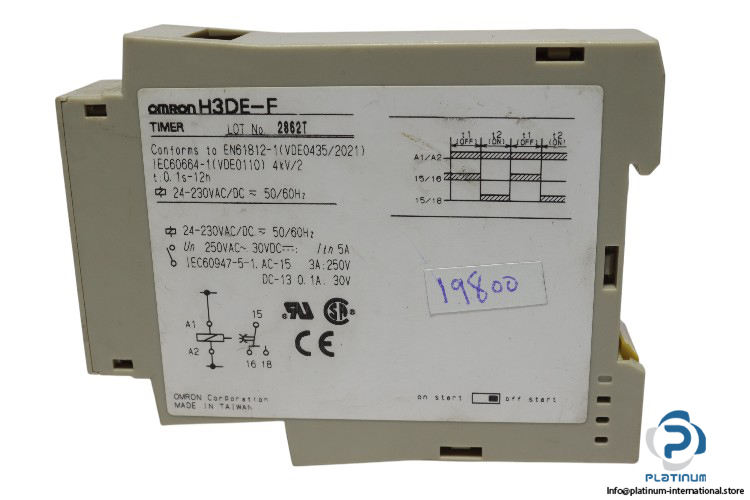 OMRON H3DE-F
TIMER LOT No. 2862T
Conforms to EN61812-1(VDE0435/2021)
IEC60664-1(VDE0110) 4kV/2
t:0.1s-12h
24-230VAC/DC ≂ 50/60Hz
24-230VAC/DC ≂ 50/60Hz
Un 250VAC~ 30VDC⎓: Ith 5A
IEC60947-5-1. AC-15 3A:250V
DC-13 0.1A: 30V
A1
A2
15
16 18
CE
OMRON Corporation
MADE IN TAIWAN
t1 t2 t1 t2
(OFF) (ON) (OFF) (ON)
A1/A2
15/16
15/18
19800
on start off start
PLATINUM
Info@platinum-international.store